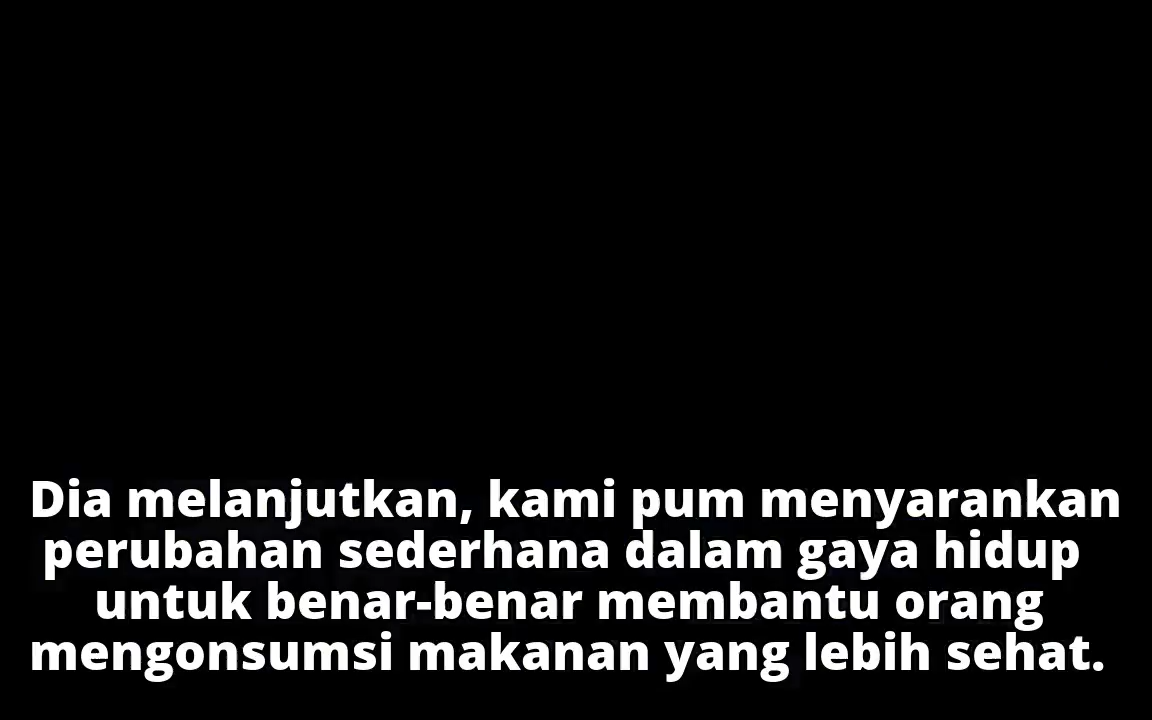 Dia melanjutkan, kami pum menyarankan
perubahan sederhana dalam gaya hidup
untuk benar-benar membantu orang
mengonsumsi makanan yang lebih sehat.